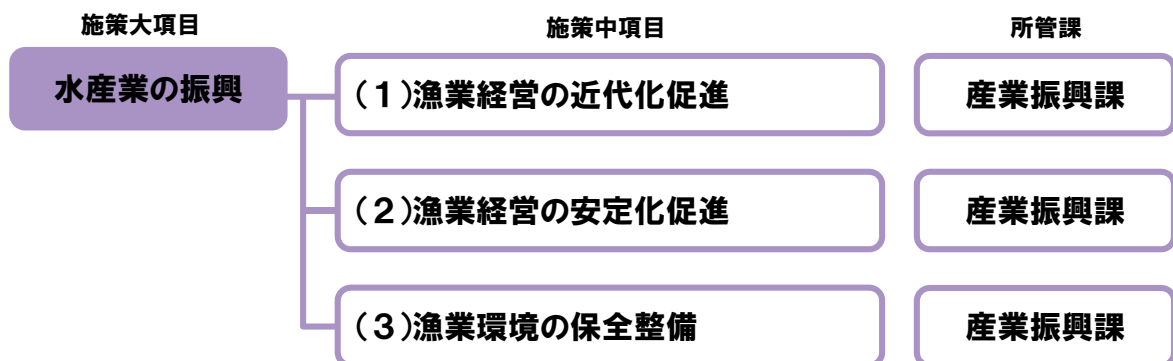 施策大項目 施策中項目 所管課
水産業の振興 （1）漁業経営の近代化促進 産業振興課
（2）漁業経営の安定化促進 産業振興課
（3）漁業環境の保全整備 産業振興課